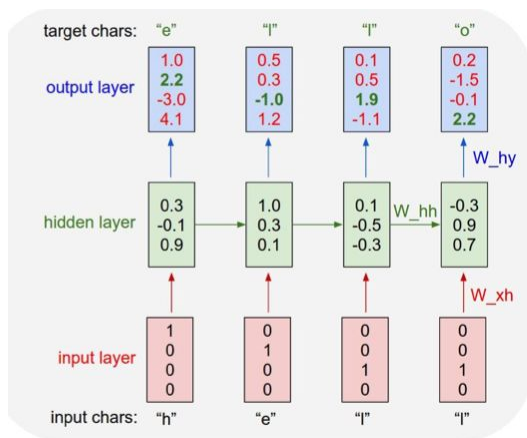 target chars: “e” “l” “l” “o”
1.0 0.5 0.1 0.2
2.2 0.3 0.5 -1.5
output layer
-3.0 -1.0 1.9 -0.1
4.1 1.2 -1.1 2.2
W_hy
0.3 1.0 0.1 W_hh -0.3
hidden layer -0.1 0.3 -0.5 0.9
0.9 0.1 -0.3 0.7
W_xh
1 0 0 0
0 1 0 0
input layer
0 0 1 1
0 0 0 0
input chars: “h” “e” “l” “l”